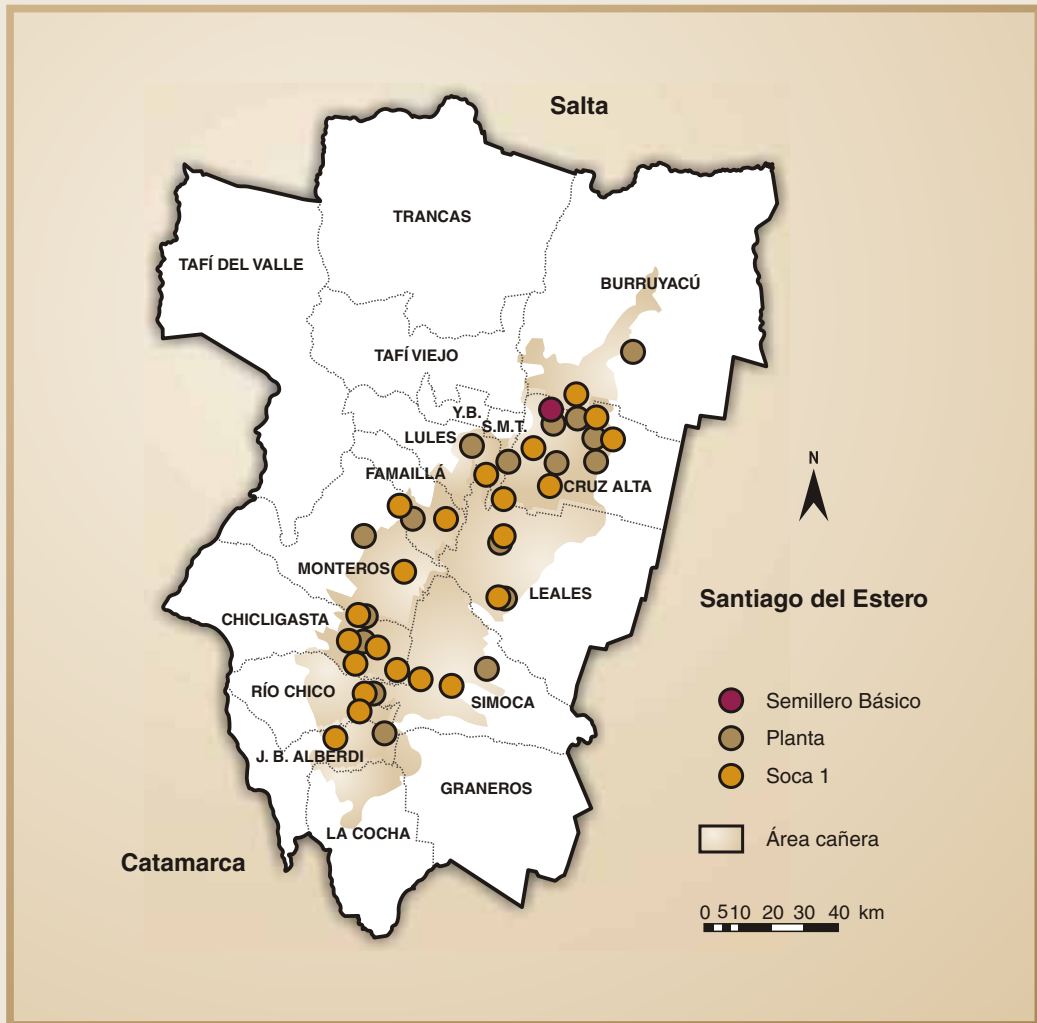 Salta
TRANCAS
TAFÍ DEL VALLE
BURRUYACÚ
TAFÍ VIEJO
Y.B.
S.M.T.
LULES
FAMAILLÁ
CRUZ ALTA
N
MONTEROS
LEALES
Santiago del Estero
CHICLIGASTA
RÍO CHICO
SIMOCA
Semillero Básico
Planta
Soca 1
J. B. ALBERDI
GRANEROS
LA COCHA
Área cañera
Catamarca
0 510 20 30 40 km